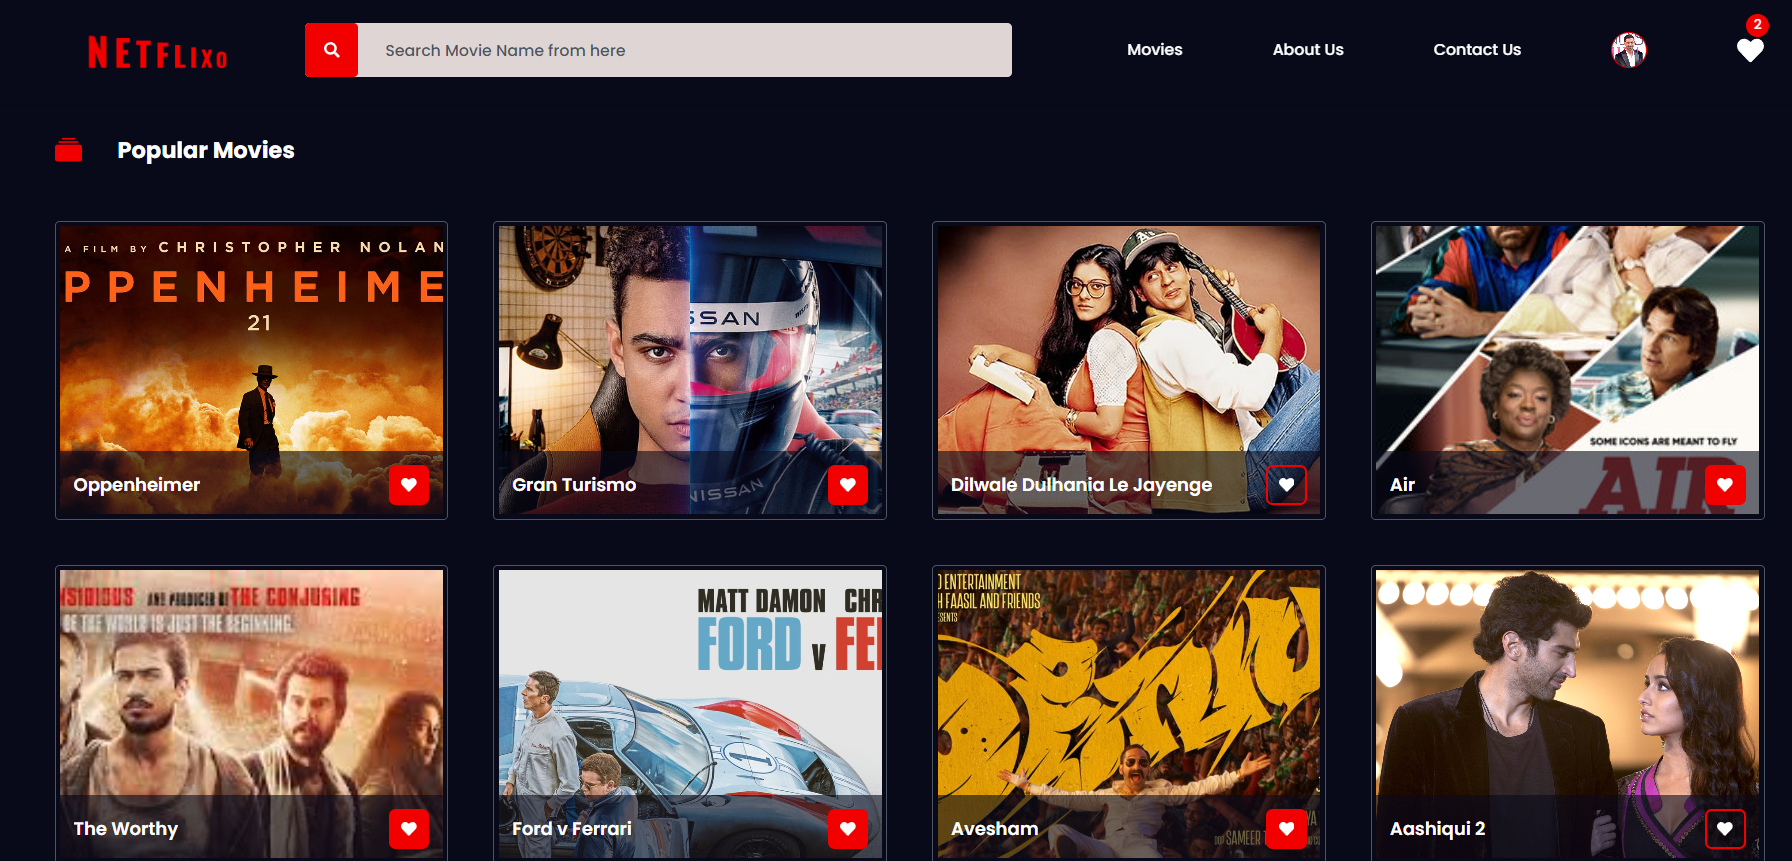 NETFLIXO
Search Movie Name from here
Movies
About Us
Contact Us
2
Popular Movies
A FILM BY CHRISTOPHER NOLAN
PPENHEIME
21
Oppenheimer
SSAN
NISSAN
Gran Turismo
Dilwale Dulhania Le Jayenge
SOME ICONS ARE MEANT TO FLY
AIR
Air
NSIDIOUS AND PRODUCER OF THE CONJURING
OF THE WORLD IS JUST THE BEGINNING.
The Worthy
MATT DAMON CHR
FORD V FE
1
Ford v Ferrari
D ENTERTAINMENT
H FAASIL AND FRIENDS
ESENTS
SAMEER T
Avesham
Aashiqui 2